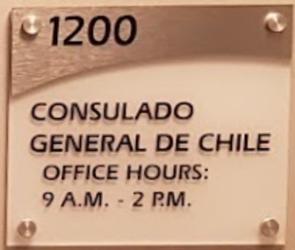 1200
CONSULADO
GENERAL DE CHILE
OFFICE HOURS:
9 A.M. - 2 P.M.